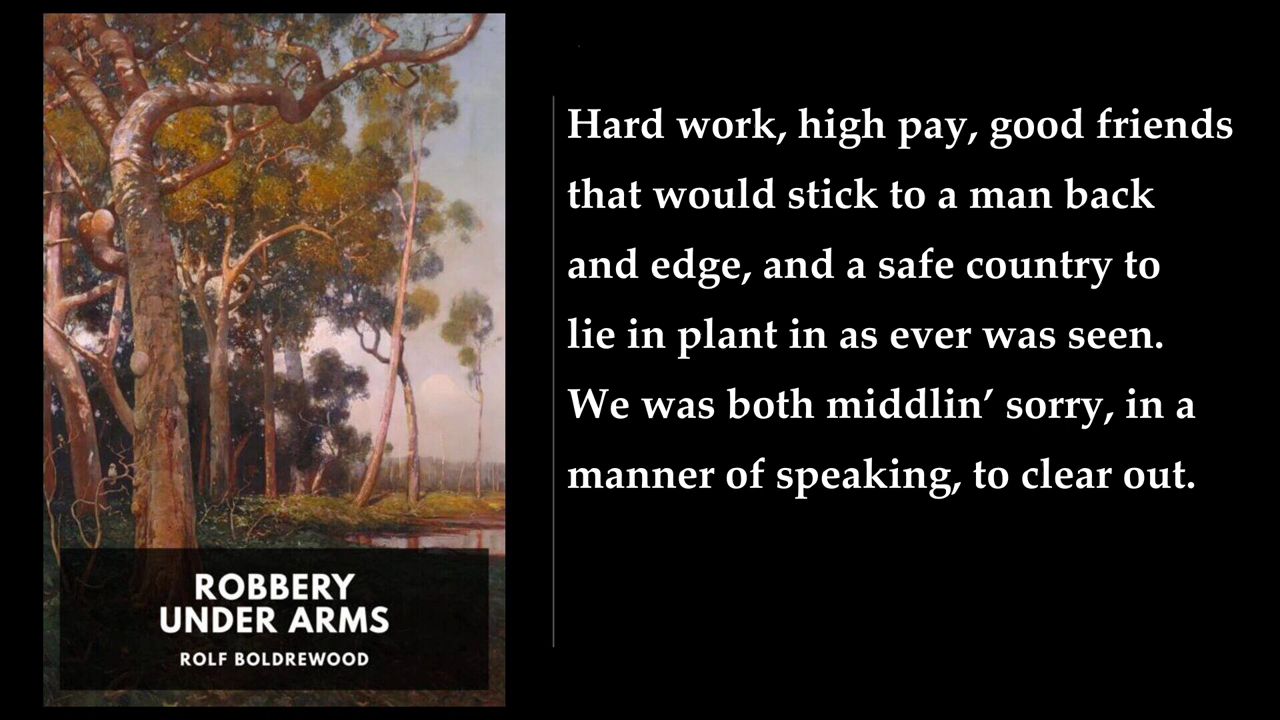 Hard work, high pay, good friends
that would stick to a man back
and edge, and a safe country to
lie in plant in as ever was seen.
We was both middlin’ sorry, in a
manner of speaking, to clear out.
ROBBERY
UNDER ARMS
ROLF BOLDREWOOD